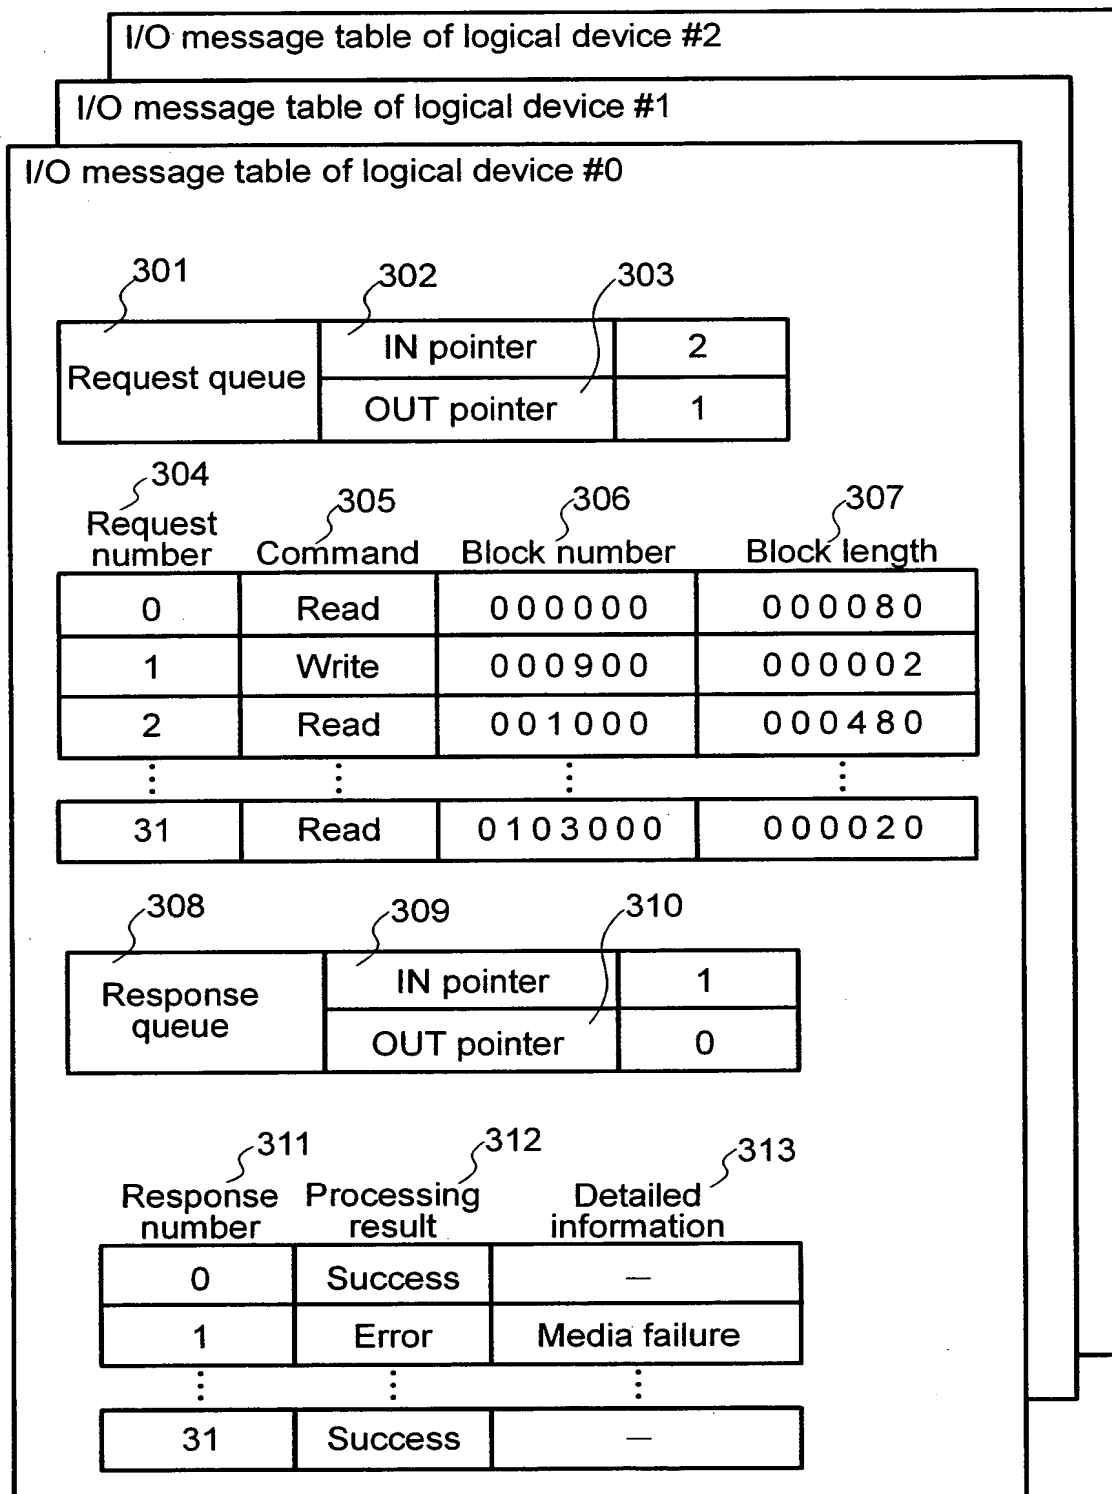 I/O message table of logical device #2
I/O message table of logical device #1
I/O message table of logical device #0
301 302 303
Request queue IN pointer 2
OUT pointer 1
304 305 306 307
Request number Command Block number Block length
0 Read 000000 000080
1 Write 000900 000002
2 Read 001000 000480
31 Read 0103000 000020
308 309 310
Response queue IN pointer 1
OUT pointer 0
311 312 313
Response number Processing result Detailed information
0 Success —
1 Error Media failure
31 Success —